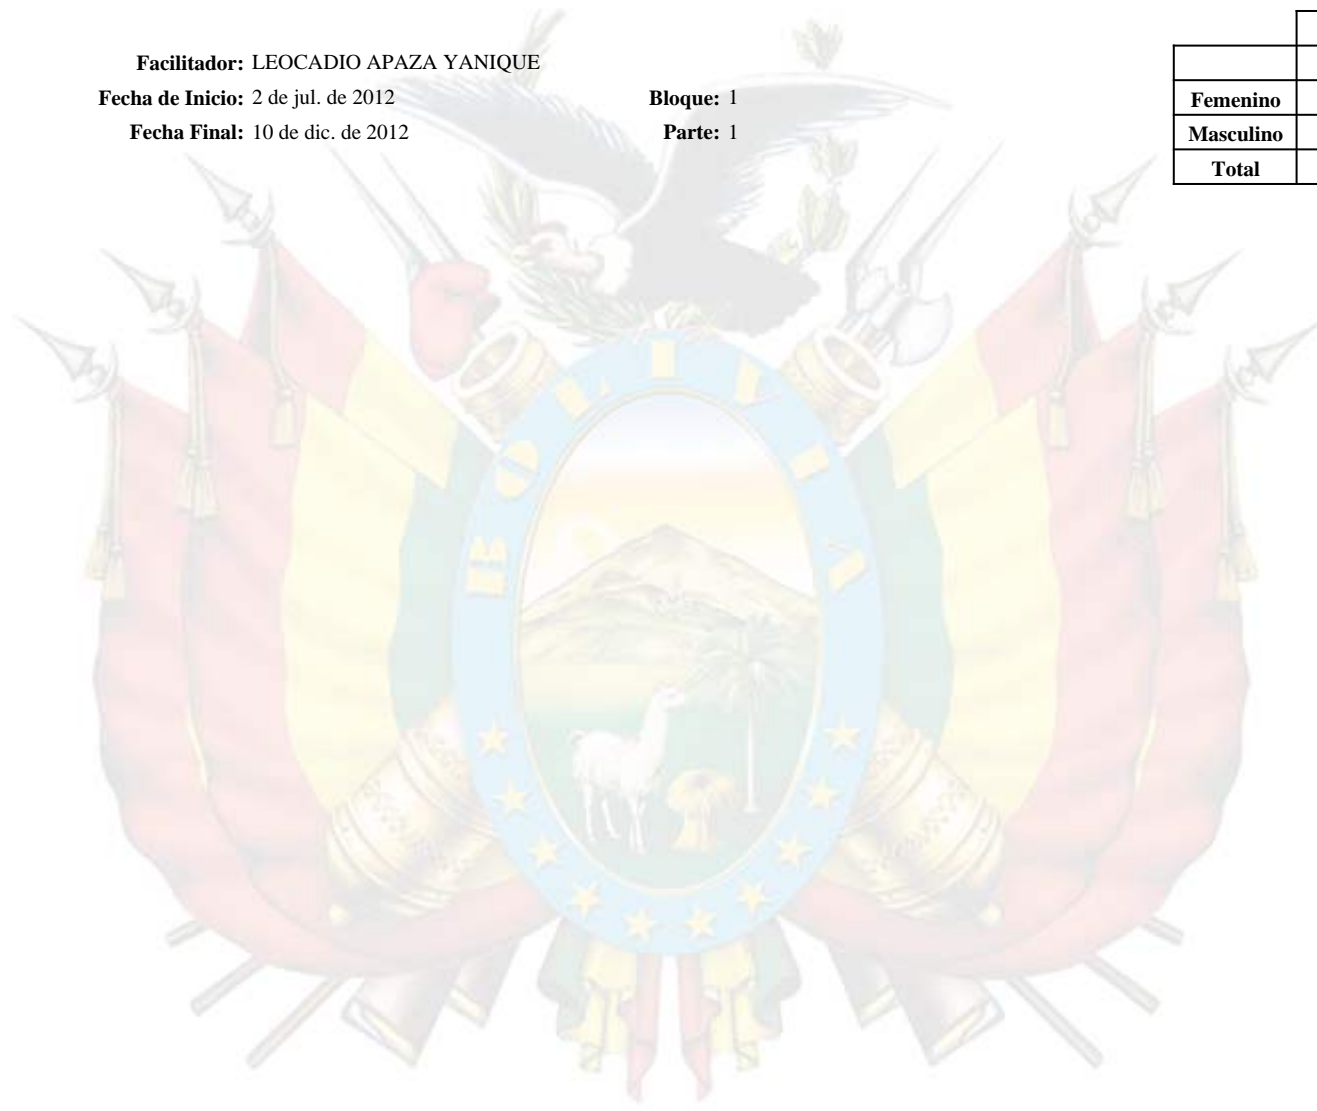 Facilitador: LEOCADIO APAZA YANIQUE
Fecha de Inicio: 2 de jul. de 2012 Bloque: 1
Fecha Final: 10 de dic. de 2012 Parte: 1
Femenino
Masculino
Total
BOLIVIA